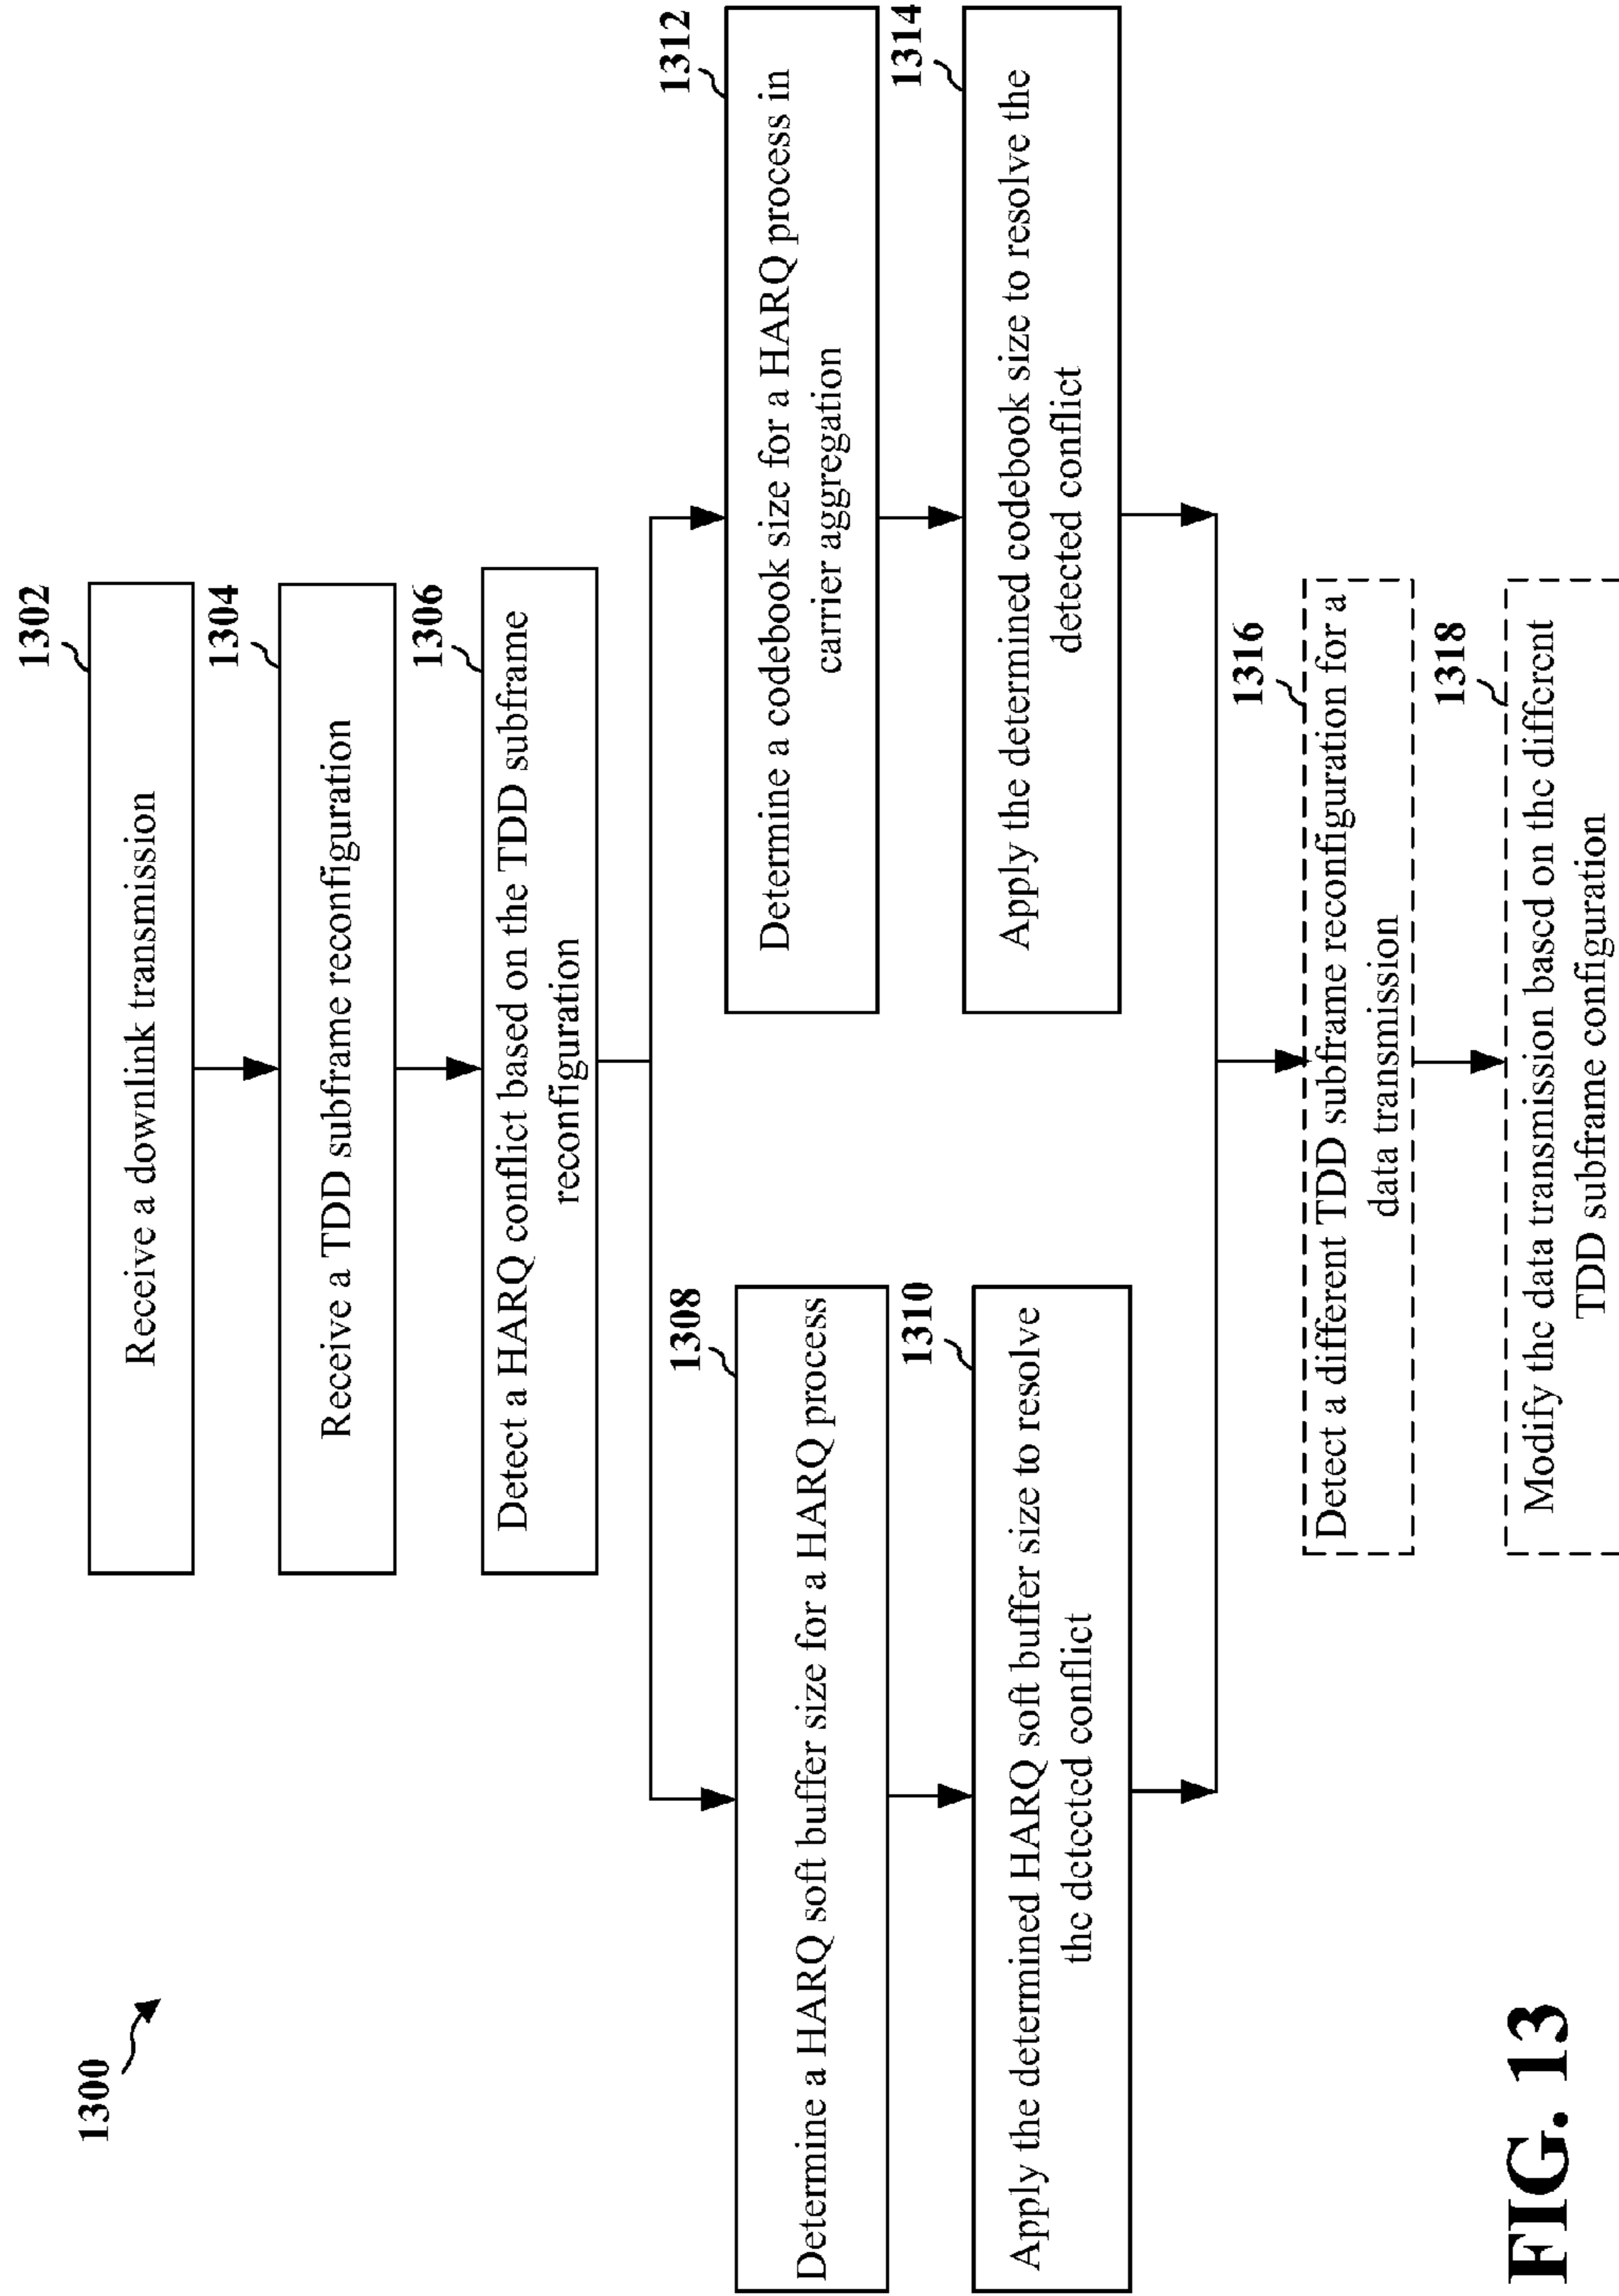 1300
1302
Receive a downlink transmission
1304
Receive a TDD subframe reconfiguration
1306
Detect a HARQ conflict based on the TDD subframe
reconfiguration
1308
Determine a HARQ soft buffer size for a HARQ process
1310
Apply the determined HARQ soft buffer size to resolve
the detected conflict
1312
Determine a codebook size for a HARQ process in
carrier aggregation
1314
Apply the determined codebook size to resolve the
detected conflict
1316
Detect a different TDD subframe reconfiguration for a
data transmission
1318
Modify the data transmission based on the different
TDD subframe configuration
FIG. 13